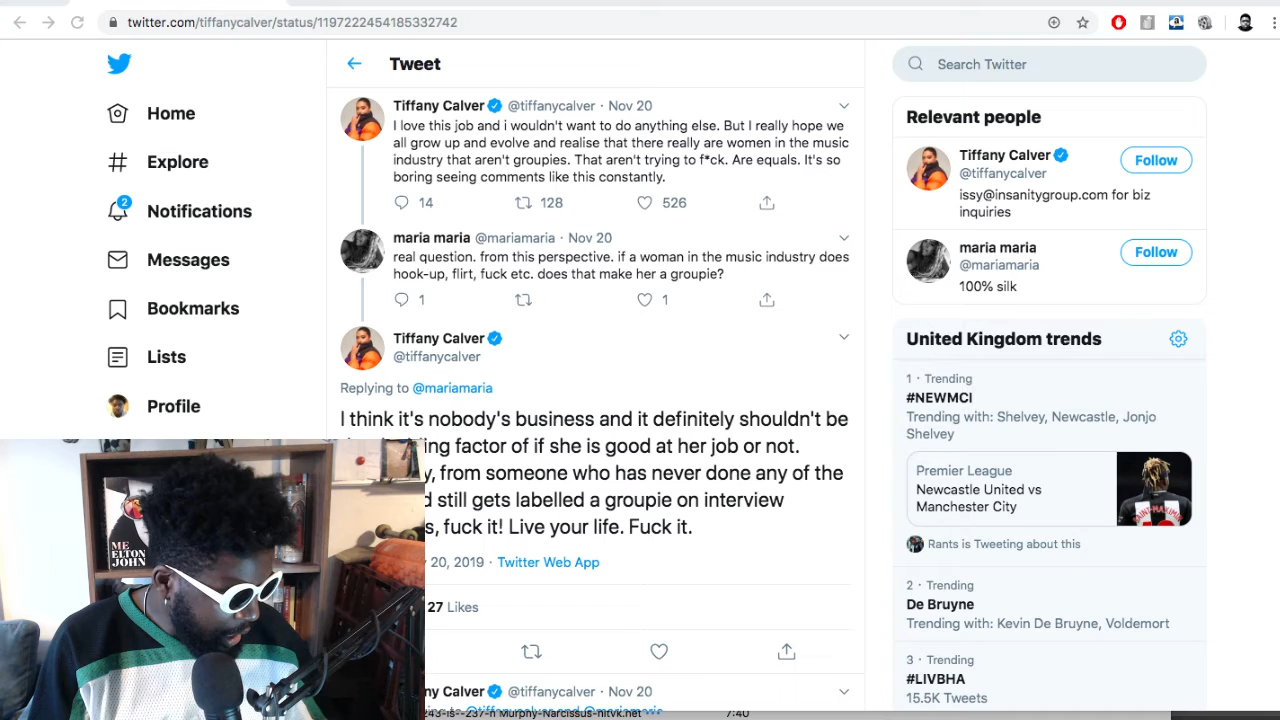 twitter.com/tiffanycalver/status/1197222454185332742
Home
Explore
2
Notifications
Messages
Bookmarks
Lists
Profile
Tweet
Tiffany Calver @tiffanycalver · Nov 20
I love this job and i wouldn't want to do anything else. But I really hope we
all grow up and evolve and realise that there really are women in the music
industry that aren't groupies. That aren't trying to f*ck. Are equals. It's so
boring seeing comments like this constantly.
14 128 526
maria maria @mariamaria · Nov 20
real question. from this perspective. if a woman in the music industry does
hook-up, flirt, fuck etc. does that make her a groupie?
1 1
Tiffany Calver
@tiffanycalver
Replying to @mariamaria
I think it's nobody's business and it definitely shouldn't be
factor of if she is good at her job or not.
y, from someone who has never done any of the
d still gets labelled a groupie on interview
s, fuck it! Live your life. Fuck it.
20, 2019 · Twitter Web App
27 Likes
ny Calver @tiffanycalver · Nov 20
@tiffanycalver and @mariamaria
7:40
ME
ELTON
JOHN
Search Twitter
Relevant people
Tiffany Calver
@tiffanycalver
Follow
issy@insanitygroup.com for biz
inquiries
maria maria
@mariamaria
Follow
100% silk
United Kingdom trends
1 · Trending
#NEWMCI
Trending with: Shelvey, Newcastle, Jonjo
Shelvey
Premier League
Newcastle United vs
Manchester City
Rants is Tweeting about this
2 · Trending
De Bruyne
Trending with: Kevin De Bruyne, Voldemort
3 · Trending
#LIVBHA
15.5K Tweets